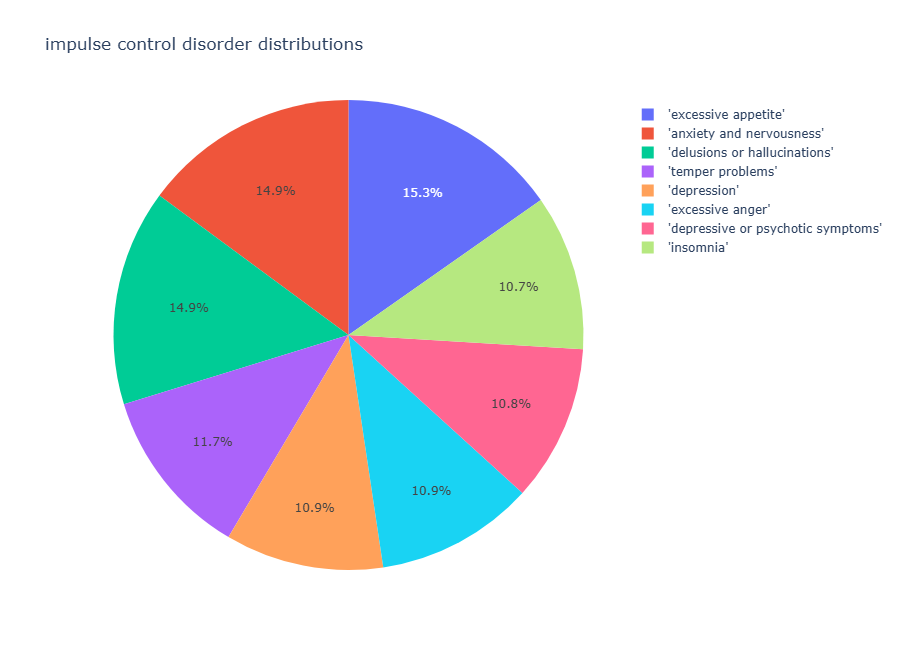 impulse control disorder distributions
15.3%
14.9%
14.9%
11.7%
10.9%
10.9%
10.8%
10.7%
'excessive appetite'
'anxiety and nervousness'
'delusions or hallucinations'
'temper problems'
'depression'
'excessive anger'
'depressive or psychotic symptoms'
'insomnia'